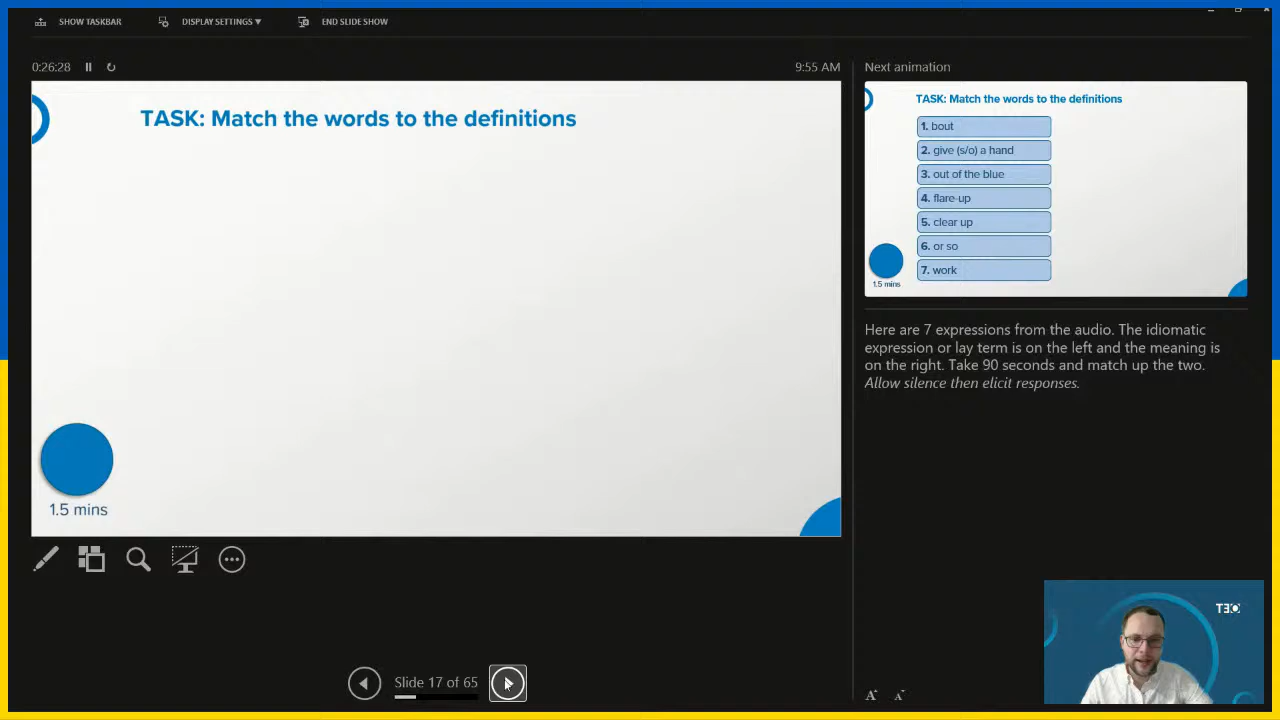 SHOW TASKBAR
DISPLAY SETTINGS ▼
END SLIDE SHOW
0:26:28
9:55 AM
TASK: Match the words to the definitions
1.5 mins
Slide 17 of 65
Next animation
TASK: Match the words to the definitions
1. bout
2. give (s/o) a hand
3. out of the blue
4. flare-up
5. clear up
6. or so
7. work
1.5 mins
Here are 7 expressions from the audio. The idiomatic
expression or lay term is on the left and the meaning is
on the right. Take 90 seconds and match up the two.
Allow silence then elicit responses.
A A